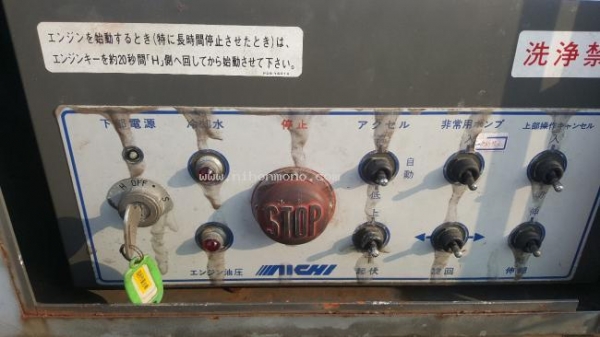 エンジンを始動するとき(特に長時間停止させたとき)は、
エンジンキーを約20秒間「H」側へ回してから始動させて下さい。
洗浄禁
下部電源
冷却水
停止
アクセル
非常用ポンプ
上部操作キャンセル
自動
H OFF
S
STOP
www.nihonmono.com
エンジン油圧
AICHI
起伏
旋回
伸縮